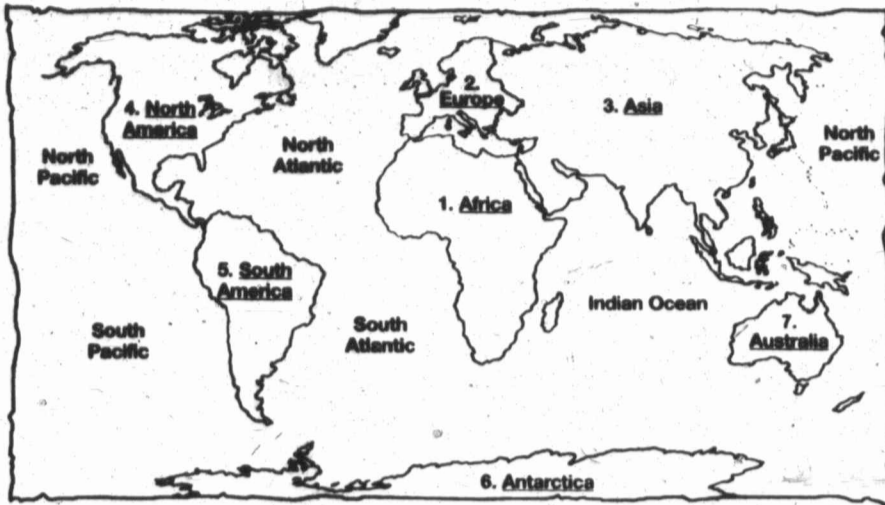 2.
Europe
3. Asia
4. North
America
North
Pacific
North
Atlantic
North
Pacific
1. Africa
5. South
America
Indian Ocean
South
Pacific
South
Atlantic
7.
Australia
6. Antarctica